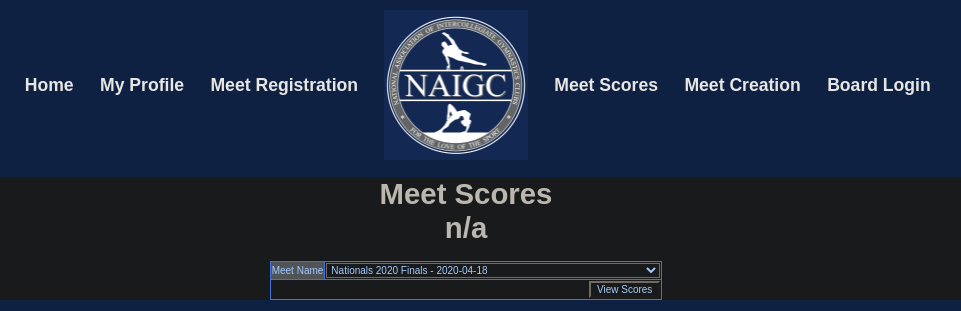 Home
My Profile
Meet Registration
NATIONAL ASSOCIATION OF INTERCOLLEGIATE GYMNASTICS CLUBS
NAIGC
FOR THE LOVE OF THE SPORT
Meet Scores
Meet Creation
Board Login
Meet Scores
n/a
Meet Name
Nationals 2020 Finals - 2020-04-18
View Scores